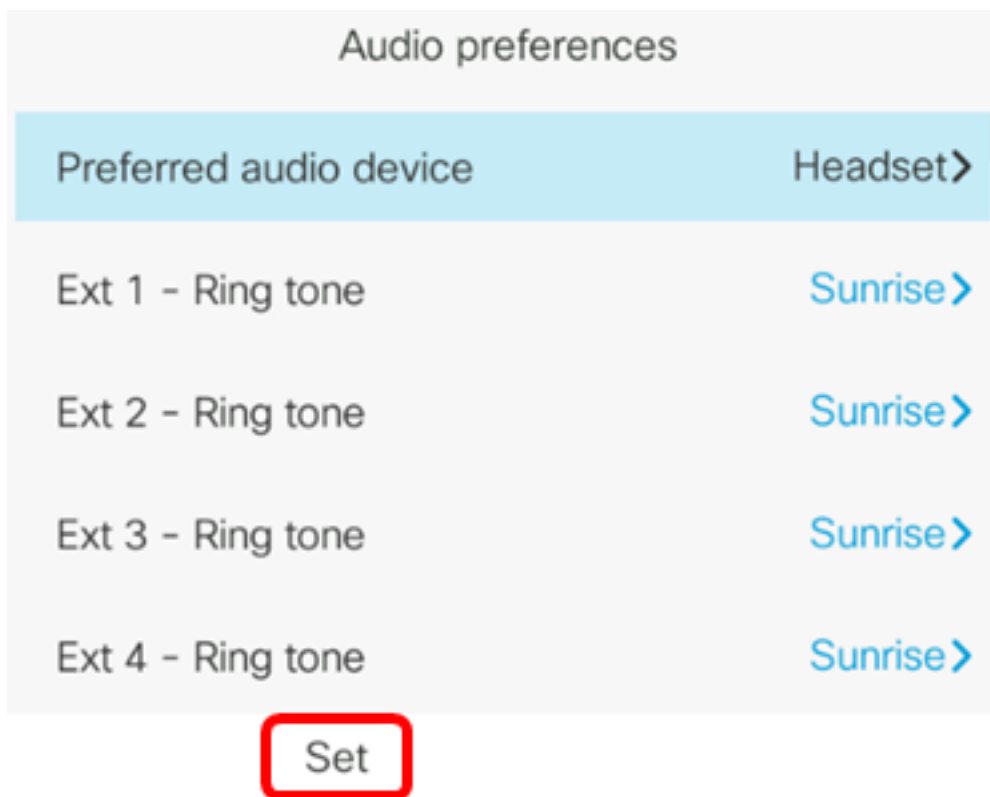 Audio preferences
Preferred audio device Headset
Ext 1 - Ring tone Sunrise
Ext 2 - Ring tone Sunrise
Ext 3 - Ring tone Sunrise
Ext 4 - Ring tone Sunrise
Set